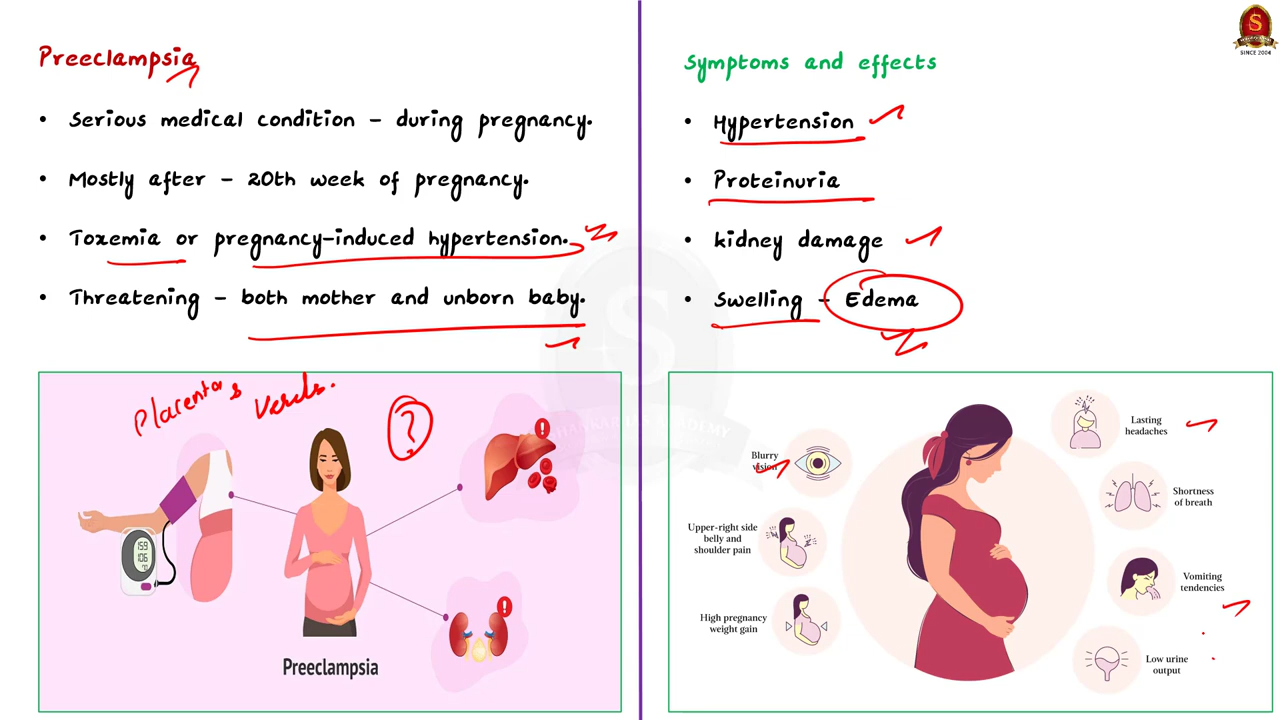 Preeclampsia
• Serious medical condition – during pregnancy.
• Mostly after – 20th week of pregnancy.
• Toxemia or pregnancy-induced hypertension.
• Threatening – both mother and unborn baby.
Placenta
?
159
106
Preeclampsia
Symptoms and effects
• Hypertension
• Proteinuria
• kidney damage
• Swelling – Edema
Lasting
headaches
Blurry
vision
Shortness
of breath
Upper-right side
belly and
shoulder pain
Vomiting
tendencies
High pregnancy
weight gain
Low urine
output
S
SINCE 2004